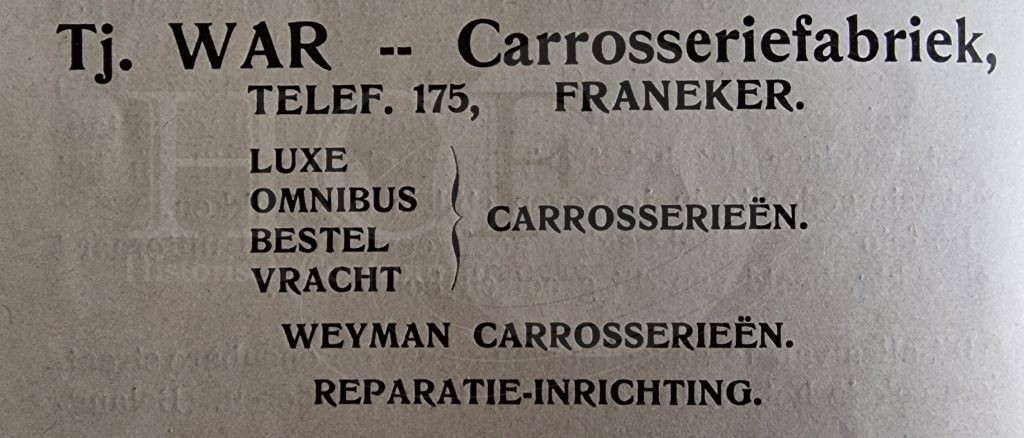 Tj. WAR -- Carrosseriefabriek,
TELEF. 175, FRANEKER.
LUXE
OMNIBUS
BESTEL
VRACHT
CARROSSERIEËN.
WEYMAN CARROSSERIEËN.
REPARATIE-INRICHTING.